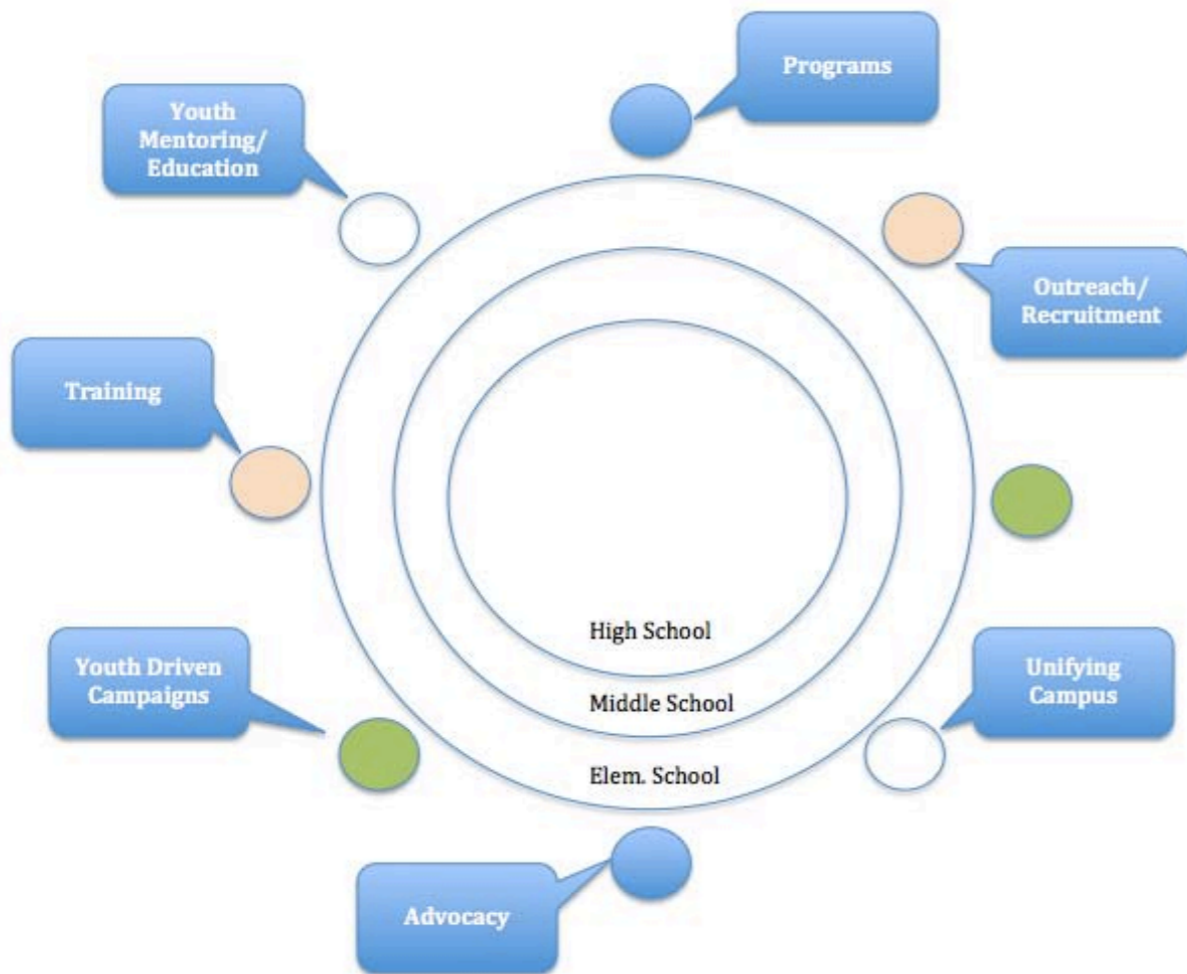 Programs
Youth
Mentoring/
Education
Outreach/
Recruitment
Training
High School
Youth Driven
Campaigns
Unifying
Campus
Middle School
Elem. School
Advocacy